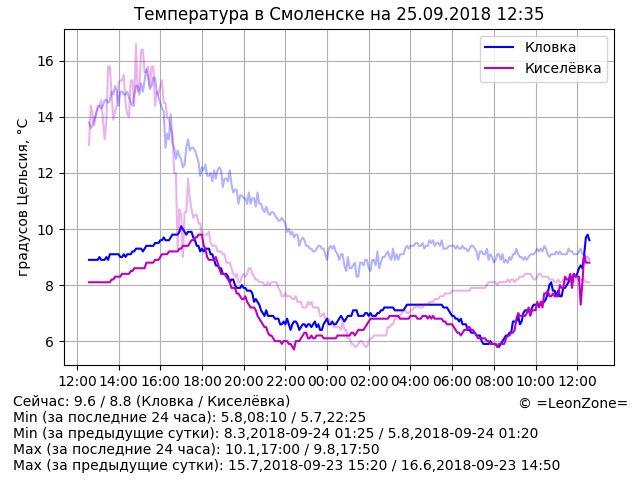 Температура в Смоленске на 25.09.2018 12:35
Кловка
Киселёвка
градусов Цельсия, °C
16
14
12
10
8
6
12:00 14:00 16:00 18:00 20:00 22:00 00:00 02:00 04:00 06:00 08:00 10:00 12:00
Сейчас: 9.6 / 8.8 (Кловка / Киселёвка)
© =LeonZone=
Min (за последние 24 часа): 5.8,08:10 / 5.7,22:25
Min (за предыдущие сутки): 8.3,2018-09-24 01:25 / 5.8,2018-09-24 01:20
Max (за последние 24 часа): 10.1,17:00 / 9.8,17:50
Max (за предыдущие сутки): 15.7,2018-09-23 15:20 / 16.6,2018-09-23 14:50